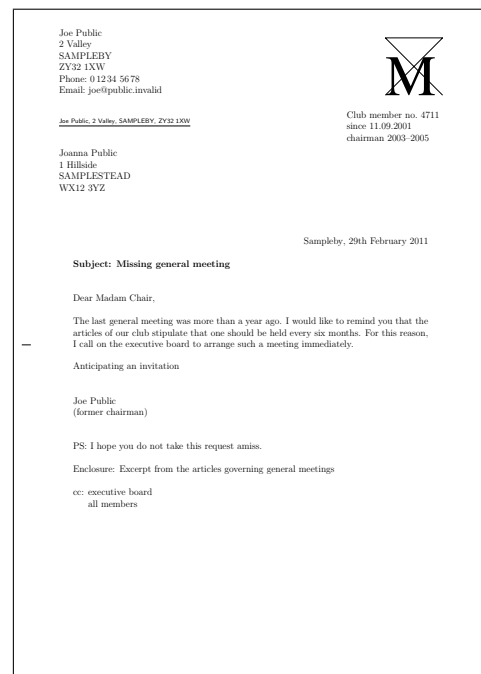 Joe Public
2 Valley
SAMPLEBY
ZY32 1XW
Phone: 0 12 34 56 78
Email: joe@public.invalid
M
Club member no. 4711
since 11.09.2001
chairman 2003–2005
Joe Public, 2 Valley, SAMPLEBY, ZY32 1XW
Joanna Public
1 Hillside
SAMPLESTEAD
WX12 3YZ
Sampleby, 29th February 2011
Subject: Missing general meeting
Dear Madam Chair,
The last general meeting was more than a year ago. I would like to remind you that the
articles of our club stipulate that one should be held every six months. For this reason,
I call on the executive board to arrange such a meeting immediately.
Anticipating an invitation
Joe Public
(former chairman)
PS: I hope you do not take this request amiss.
Enclosure: Excerpt from the articles governing general meetings
cc: executive board
all members